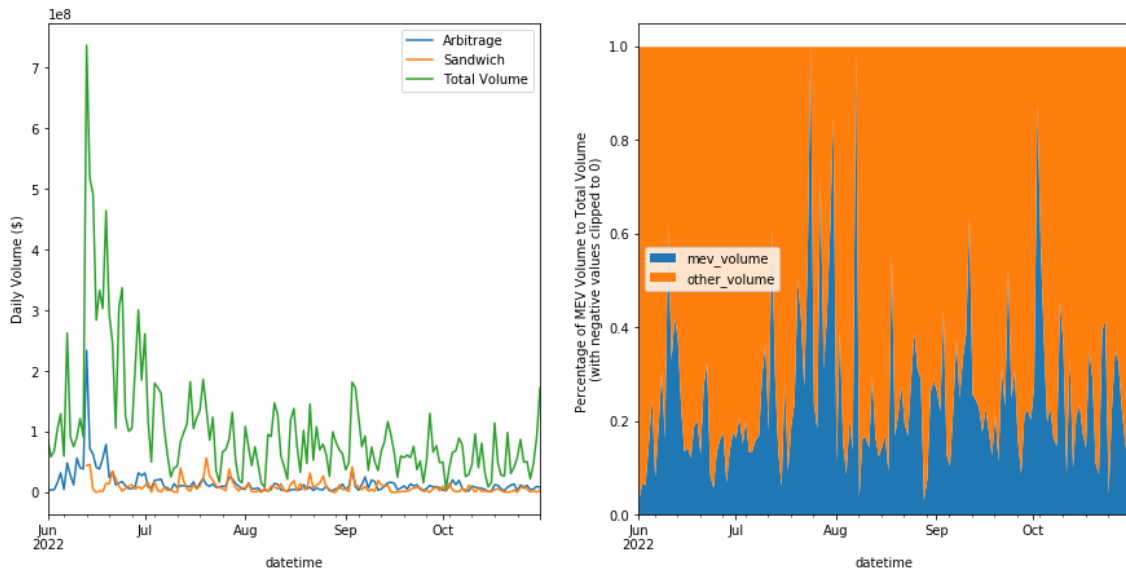 1e8
Daily Volume ($)
7
6
5
4
3
2
1
0
Arbitrage
Sandwich
Total Volume
Jun
2022
Jul
Aug
Sep
Oct
datetime
Percentage of MEV Volume to Total Volume
(with negative values clipped to 0)
1.0
0.8
0.6
0.4
0.2
0.0
mev_volume
other_volume
Jun
2022
Jul
Aug
Sep
Oct
datetime